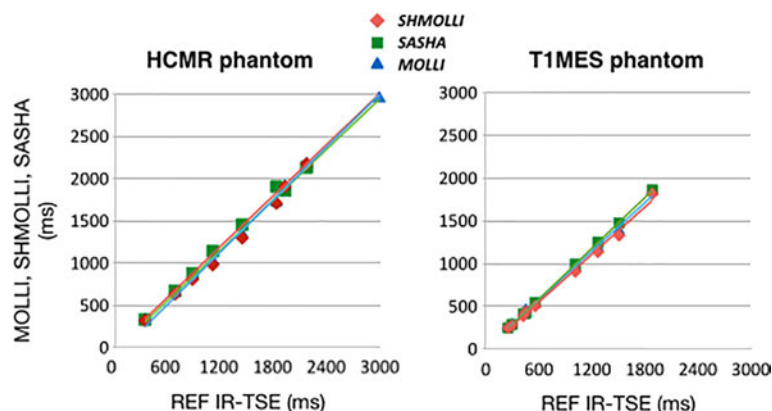 SHMOLLI
SASHA
MOLLI
HCMR phantom
T1MES phantom
MOLLI, SHMOLLI, SASHA
(ms)
3000
2500
2000
1500
1000
500
0
0 600 1200 1800 2400 3000
REF IR-TSE (ms)
3000
2500
2000
1500
1000
500
0
0 600 1200 1800 2400 3000
REF IR-TSE (ms)